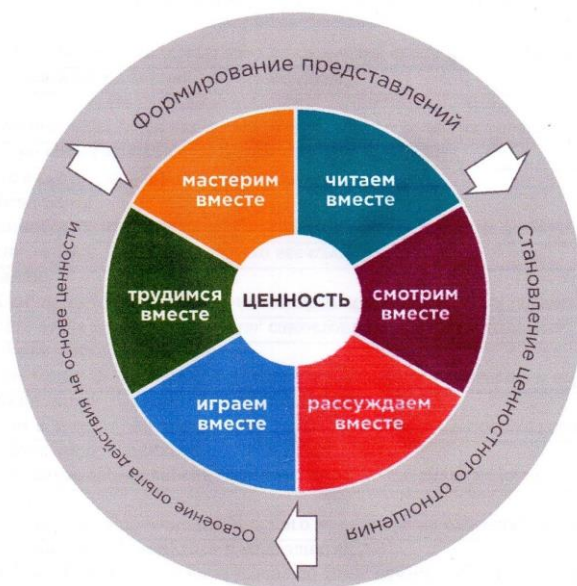 Формирование представлений
Становление ценностного отношения
Освоение опыта действия на основе ценности
мастерим
вместе
читаем
вместе
трудимся
вместе
ЦЕННОСТЬ
смотрим
вместе
играем
вместе
рассуждаем
вместе